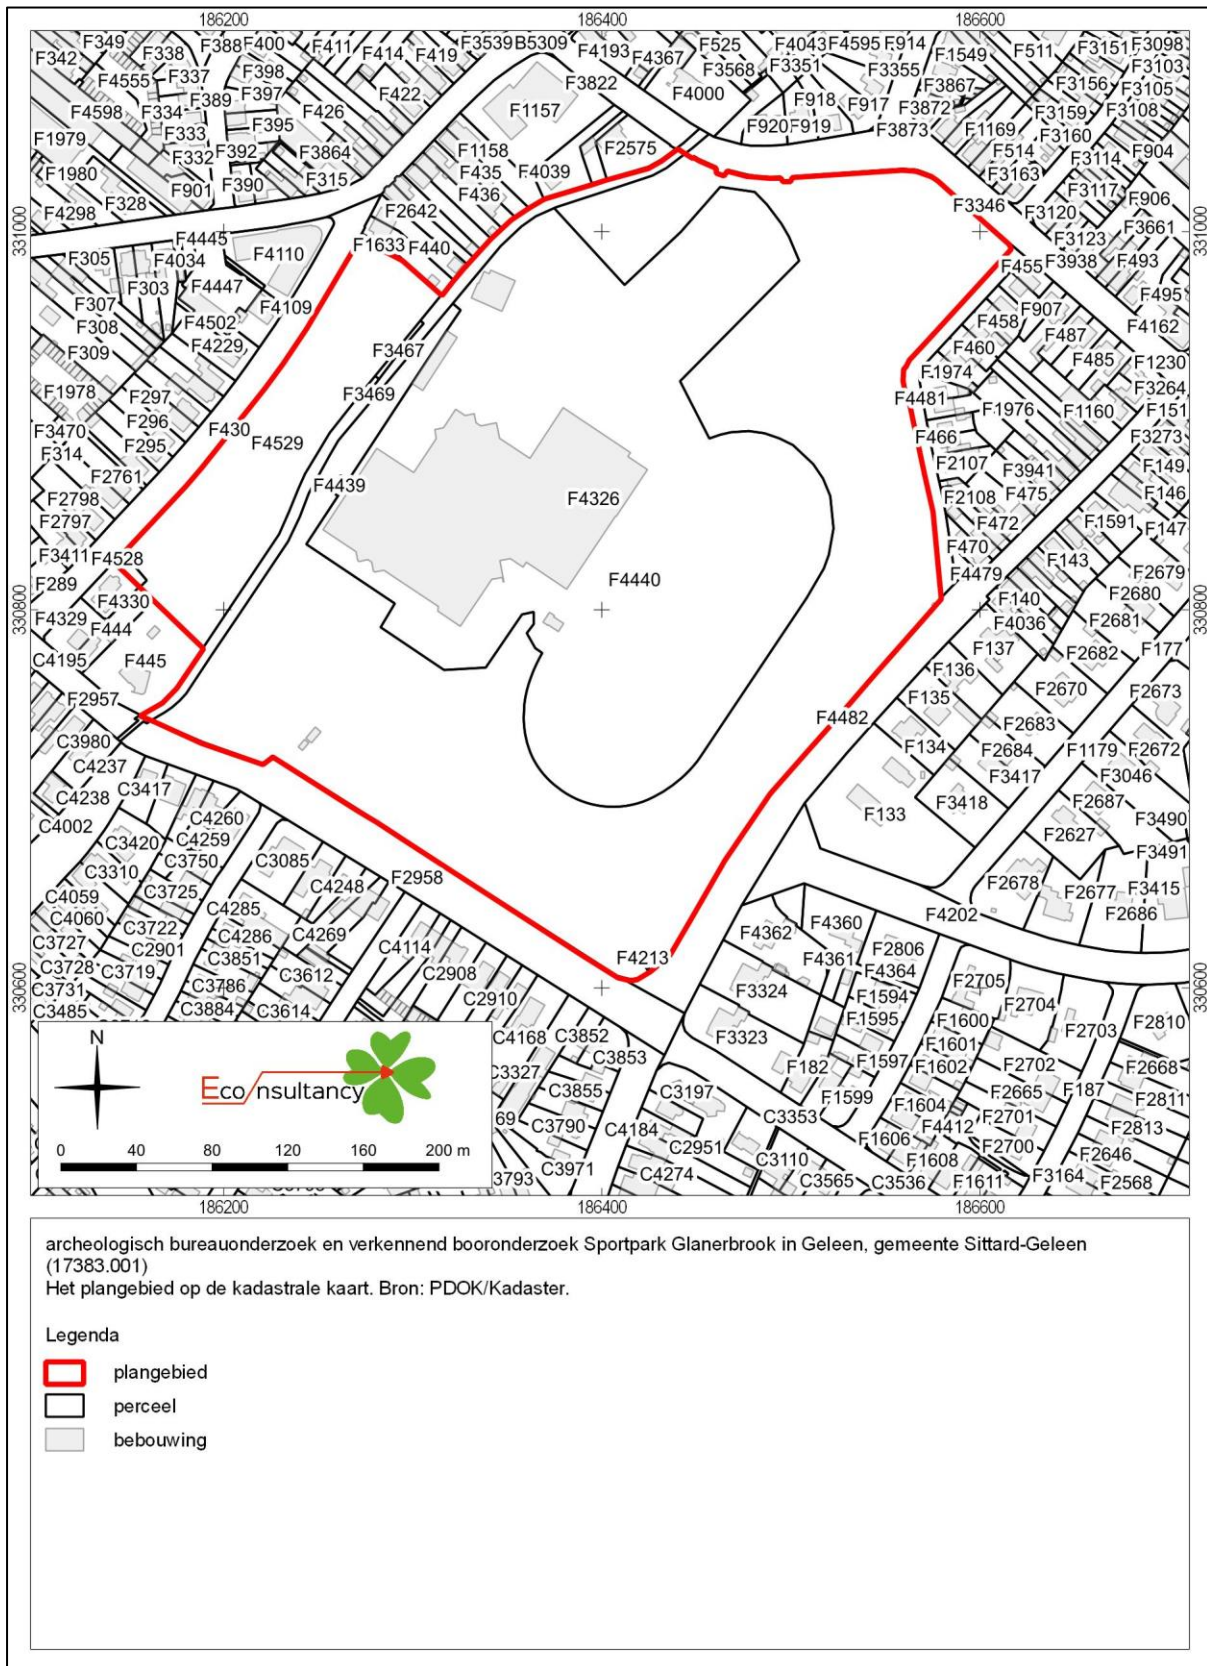 186200 186400 186600
F349 F338 F388 F400 F411 F414 F419 F3539 B5309 F4193 F4367 F525 F4043 F4595 F914 F1549 F511 F3151 F3098
F342 F4555 F337 F398 F3568 F3351 F3355 F3867 F3156 F3103
F389 F397 F422 F3822 F4000 F918 F917 F3872 F3159 F3105
F4598 F334 F426 F1157 F3108
F1979 F333 F395 F920 F919 F3873 F1169 F3160
F332 F392 F3864 F1158 F2575 F514 F3114 F904
F1980 F901 F390 F315 F435 F4039 F3163 F3117
F4298 F328 F2642 F436 F3346 F3120 F906
331000 F4445 F1633 F440 F3123 F3661 331000
F305 F4034 F4110 F455 F3938 F493
F303 F4447 F907 F495
F307 F4109 F458 F487 F4162
F308 F4502 F3467 F460 F485
F309 F4229 F1974 F1230
F1978 F297 F3469 F4481 F1976 F1160 F3264
F296 F151
F3470 F430 F4529 F466 F3273
F314 F295 F2107 F3941 F149
F2761 F4439 F4326 F2108 F475 F146
F2798 F472 F1591 F147
F2797 F470 F143
F3411 F4528 F4440 F4479 F2679
F289 F4330 F140 F2680
330800 F4329 F444 F4036 F2681 330800
C4195 F445 F137 F2682 F177
F2957 F136 F2670 F2673
F135 F2683
C3980 F4482 F134 F2684 F1179 F2672
C4237 C3417 F3417 F3046
C4238 C4260 F133 F3418 F2687 F3490
C4002 C3420 C4259 F2627 F3491
C3310 C3750 C3085 F2958
C4059 C3725 C4248 F2678 F2677 F3415
C4060 C3722 C4285 F4202 F2686
C3727 C2901 C4286 C4269 C4114 F4213 F4362 F4360
C3728 C3719 C3851 C3612 C2908 F4361 F2806
C3731 C3786 C2910 F3324 F4364 F2705
C3485 C3884 C3614 F1594 F2704
330600 C4168 C3852 F3323 F1595 F1600 F2703 F2810 330600
N C3853 F1601
Econsultancy C3327 C3855 F182 F1597 F1602 F2702 F2668
C3197 F1599 F2665 F187 F2811
69 C3790 C4184 C3353 F1604 F2701 F2813
C2951 F1606 F4412 F2700 F2646
3793 C3971 C4274 C3110 C3565 C3536 F1608 F1611 F3164 F2568
0 40 80 120 160 200 m
186200 186400 186600
archeologisch bureauonderzoek en verkennend booronderzoek Sportpark Glanerbrook in Geleen, gemeente Sittard-Geleen
(17383.001)
Het plangebied op de kadastrale kaart. Bron: PDOK/Kadaster.
Legenda
plangebied
perceel
bebouwing